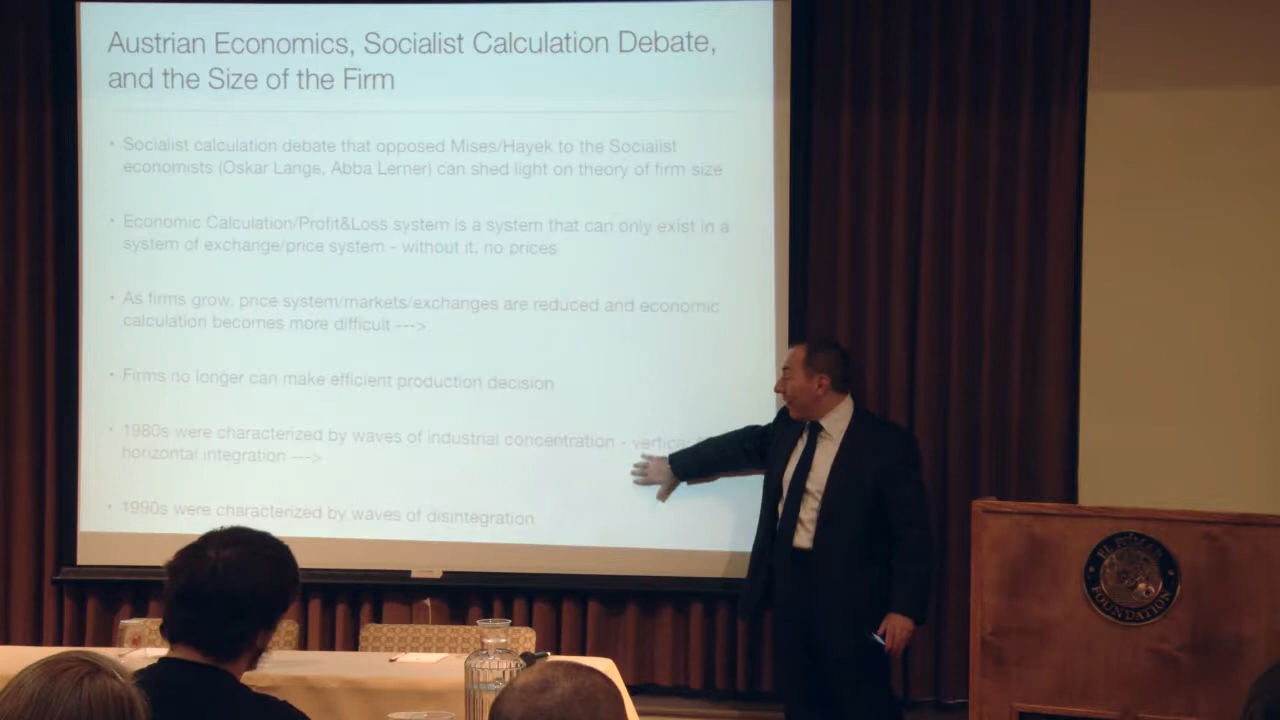 Austrian Economics, Socialist Calculation Debate,
and the Size of the Firm
• Socialist calculation debate that opposed Mises/Hayek to the Socialist
economists (Oskar Lange, Abba Lerner) can shed light on theory of firm size
• Economic Calculation/Profit&Loss system is a system that can only exist in a
system of exchange/price system - without it, no prices
• As firms grow, price system/markets/exchanges are reduced and economic
calculation becomes more difficult --->
• Firms no longer can make efficient production decision
• 1980s were characterized by waves of industrial concentration -
horizontal integration --->
• 1990s were characterized by waves of disintegration
EL POMAR
FOUNDATION